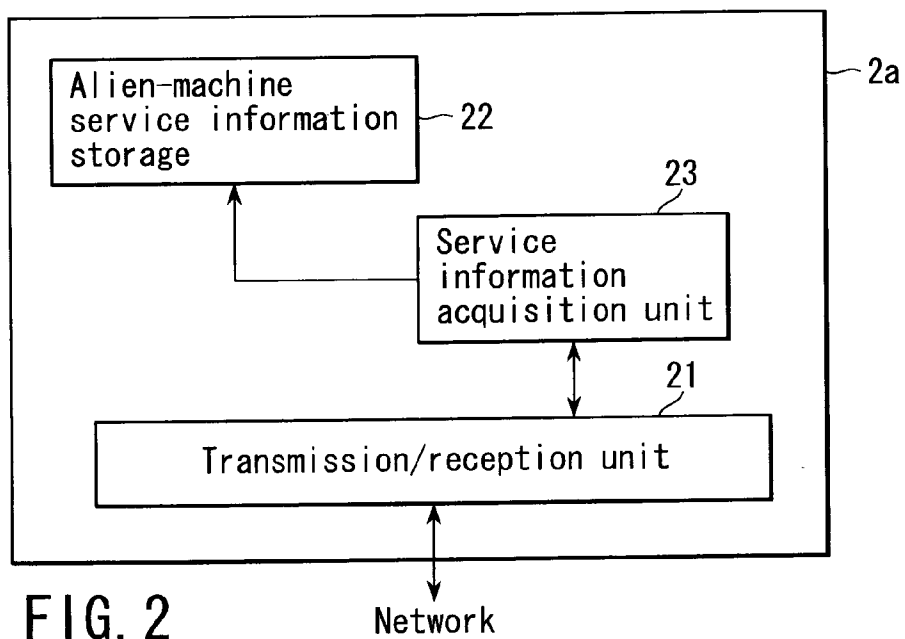 2a
Alien-machine
service information
storage
22
23
Service
information
acquisition unit
21
Transmission/reception unit
Network
FIG. 2